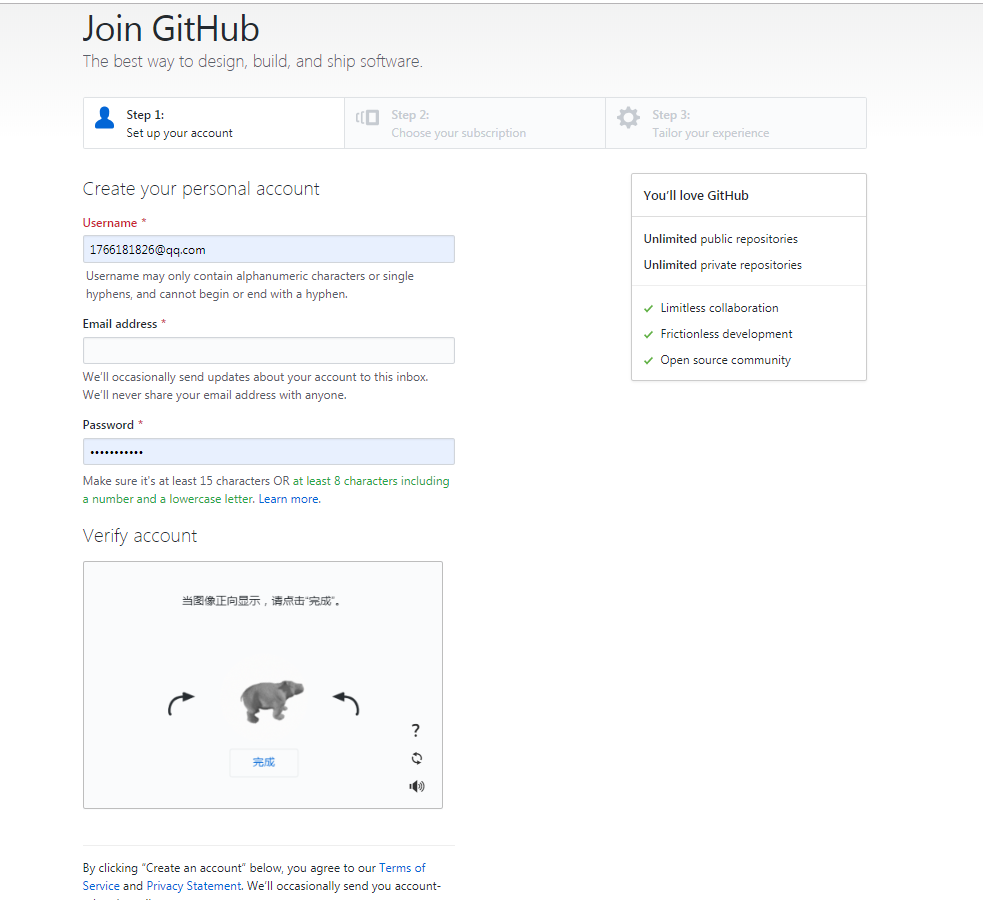 Join GitHub
The best way to design, build, and ship software.
Step 1:
Set up your account
Step 2:
Choose your subscription
Step 3:
Tailor your experience
Create your personal account
Username *
1766181826@qq.com
Username may only contain alphanumeric characters or single
hyphens, and cannot begin or end with a hyphen.
Email address *
We'll occasionally send updates about your account to this inbox.
We'll never share your email address with anyone.
Password *
•••••••••••
Make sure it's at least 15 characters OR at least 8 characters including
a number and a lowercase letter. Learn more.
Verify account
当图像正向显示，请点击“完成”。
?
完成
By clicking “Create an account” below, you agree to our Terms of
Service and Privacy Statement. We'll occasionally send you account-
You'll love GitHub
Unlimited public repositories
Unlimited private repositories
Limitless collaboration
Frictionless development
Open source community